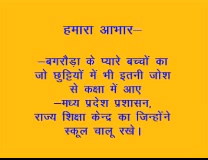 हमारा आभार–
–बगरौड़ा के प्यारे बच्चों का
जो छुट्टियों में भी इतनी जोश
से कक्षा में आए
–मध्य प्रदेश प्रशासन,
राज्य शिक्षा केन्द्र का जिन्होंने
स्कूल चालू रखे।